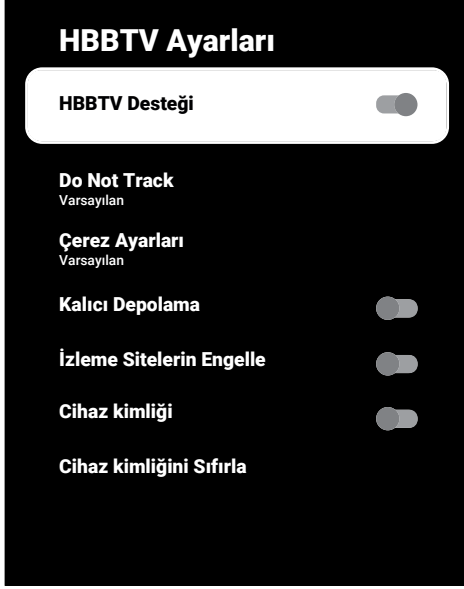 HBBTV Ayarları
HBBTV Desteği
Do Not Track
Varsayılan
Çerez Ayarları
Varsayılan
Kalıcı Depolama
İzleme Sitelerin Engelle
Cihaz kimliği
Cihaz kimliğini Sıfırla